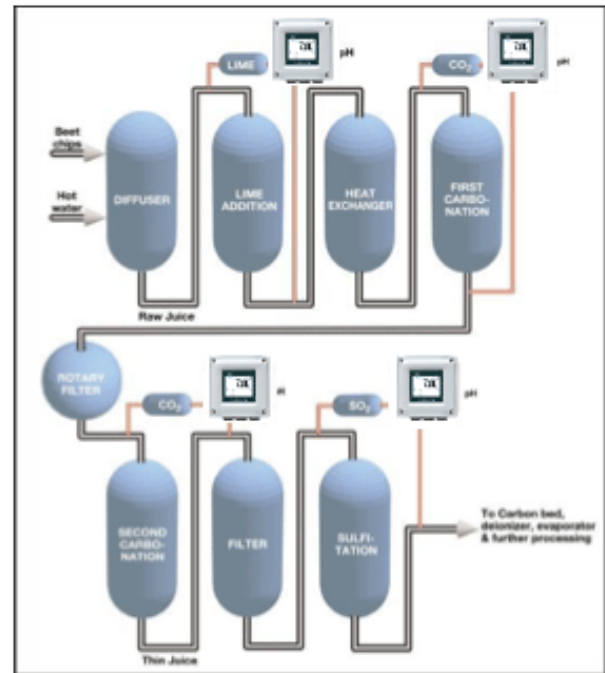 LIME
pH
CO₂
pH
Beet
chips
Hot
water
DIFFUSER
LIME
ADDITION
HEAT
EXCHANGER
FIRST
CARBO-
NATION
Raw Juice
ROTARY
FILTER
CO₂
SO₂
pH
SECOND
CARBO-
NATION
FILTER
SULFI-
TATION
To Carbon bed,
deionizer, evaporator
& further processing
Thin Juice